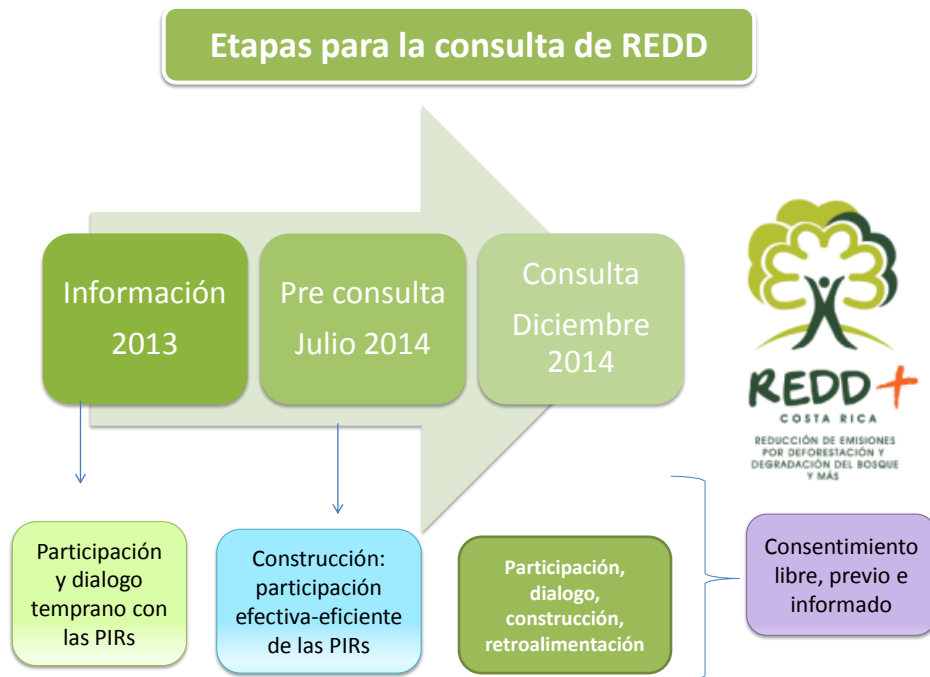 Etapas para la consulta de REDD
Información
2013
Pre consulta
Julio 2014
Consulta
Diciembre
2014
REDD+
COSTA RICA
REDUCCIÓN DE EMISIONES
POR DEFORESTACIÓN Y
DEGRADACIÓN DEL BOSQUE
Y MÁS
Participación
y dialogo
temprano con
las PIRs
Construcción:
participación
efectiva-eficiente
de las PIRs
Participación,
dialogo,
construcción,
retroalimentación
Consentimiento
libre, previo e
informado